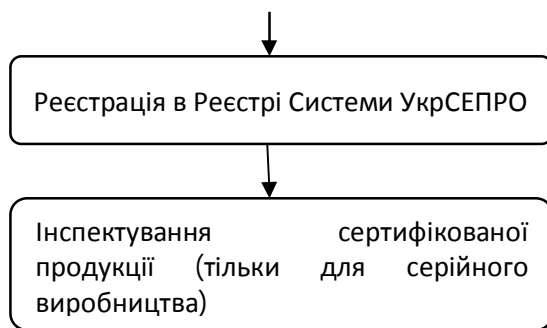 Реєстрація в Реєстрі Системи УкрСЕПРО
Інспектування сертифікованої
продукції (тільки для серійного
виробництва)